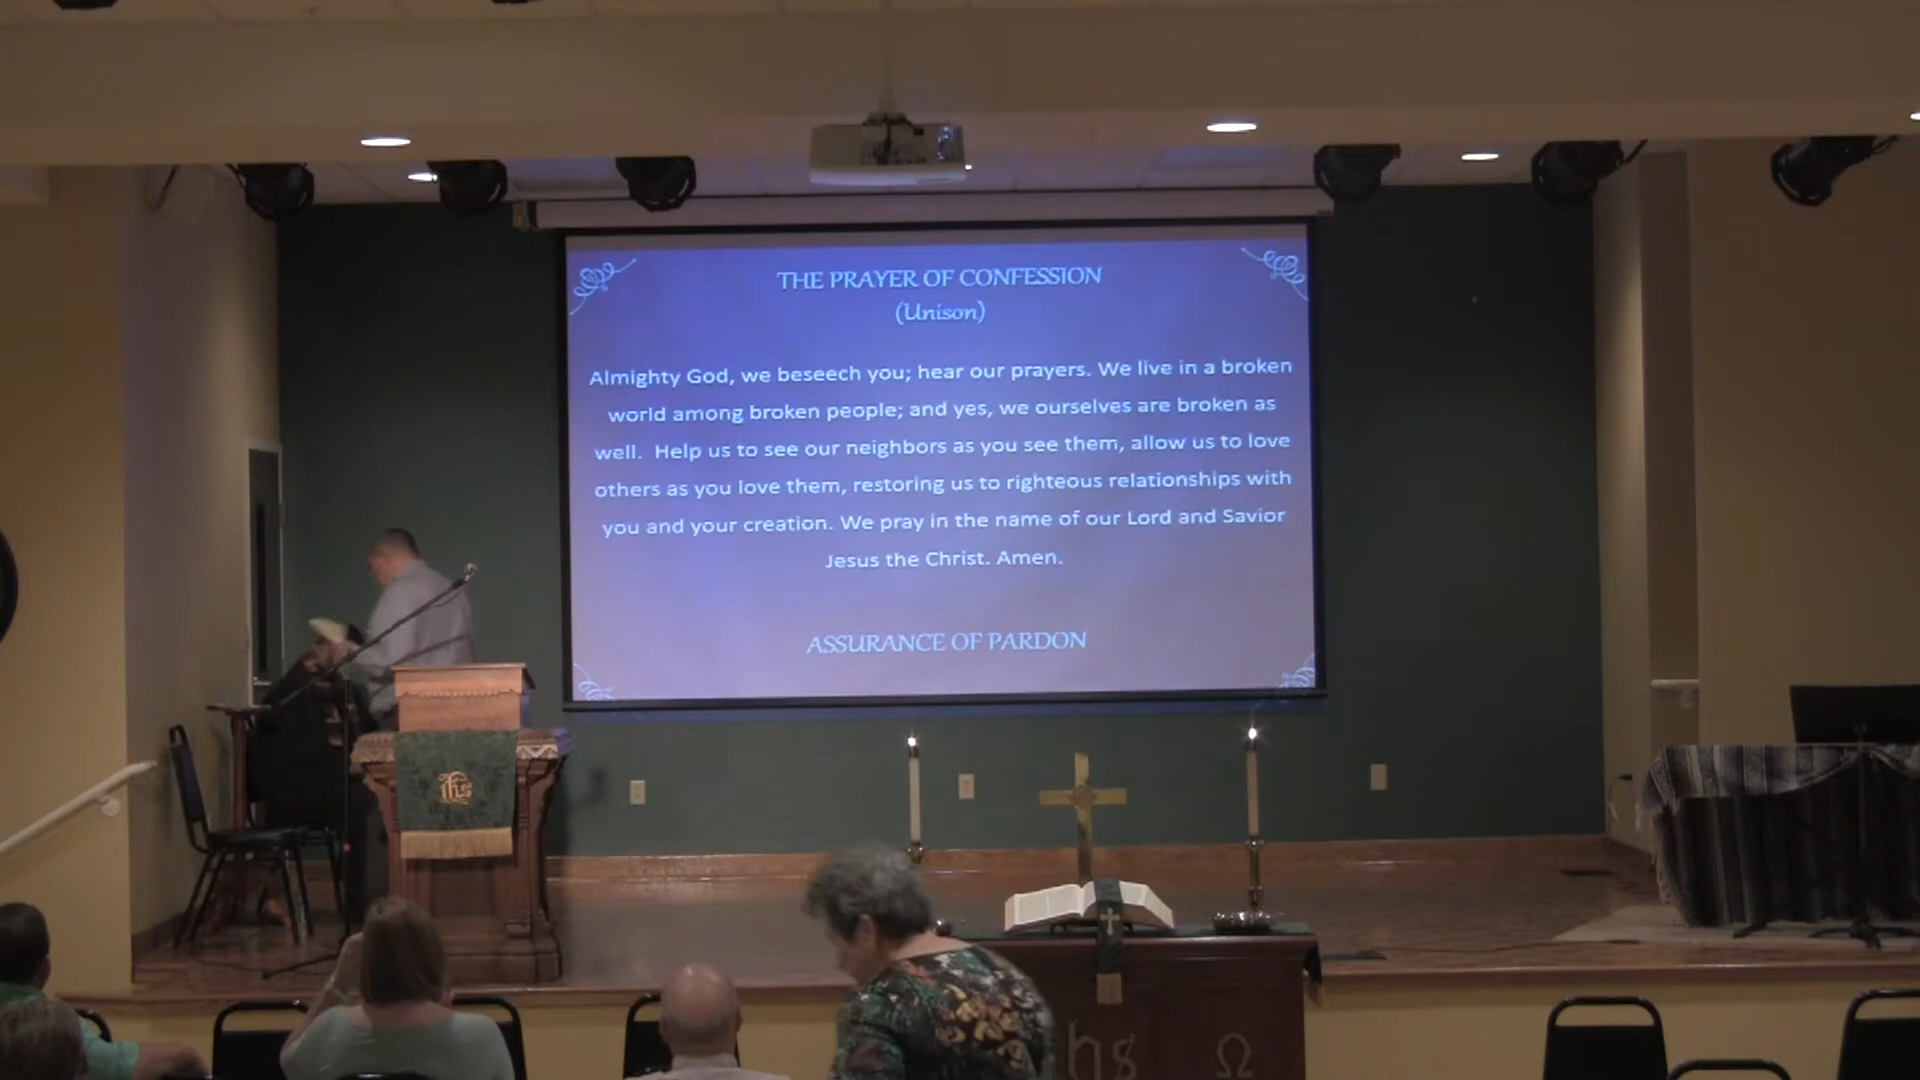 THE PRAYER OF CONFESSION
(Unison)
Almighty God, we beseech you; hear our prayers. We live in a broken
world among broken people; and yes, we ourselves are broken as
well.  Help us to see our neighbors as you see them, allow us to love
others as you love them, restoring us to righteous relationships with
you and your creation. We pray in the name of our Lord and Savior
Jesus the Christ. Amen.
ASSURANCE OF PARDON
ihs
hs Ω